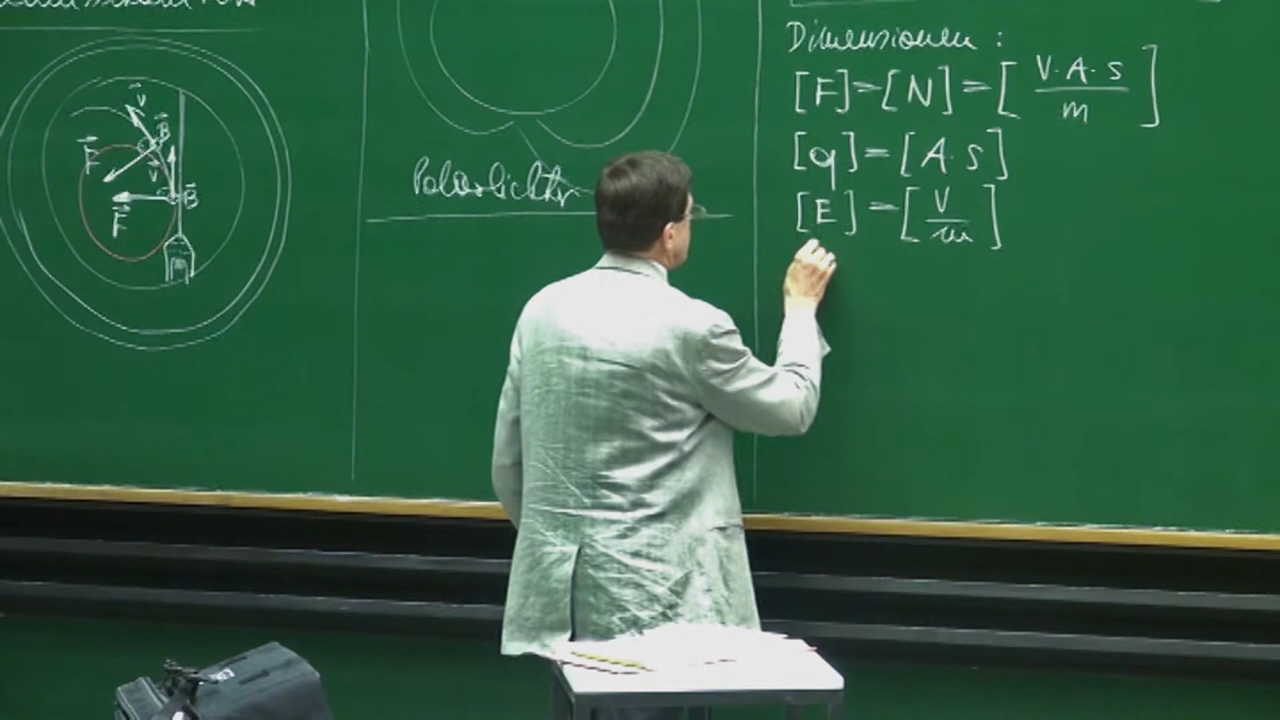 v⃗
B⃗
F⃗
v⃗
B⃗
F⃗
Polarlichter
Dimensionen :
[F]=[N]=[ V·A·s / m ]
[q]=[A·s]
[E]=[ V / m ]